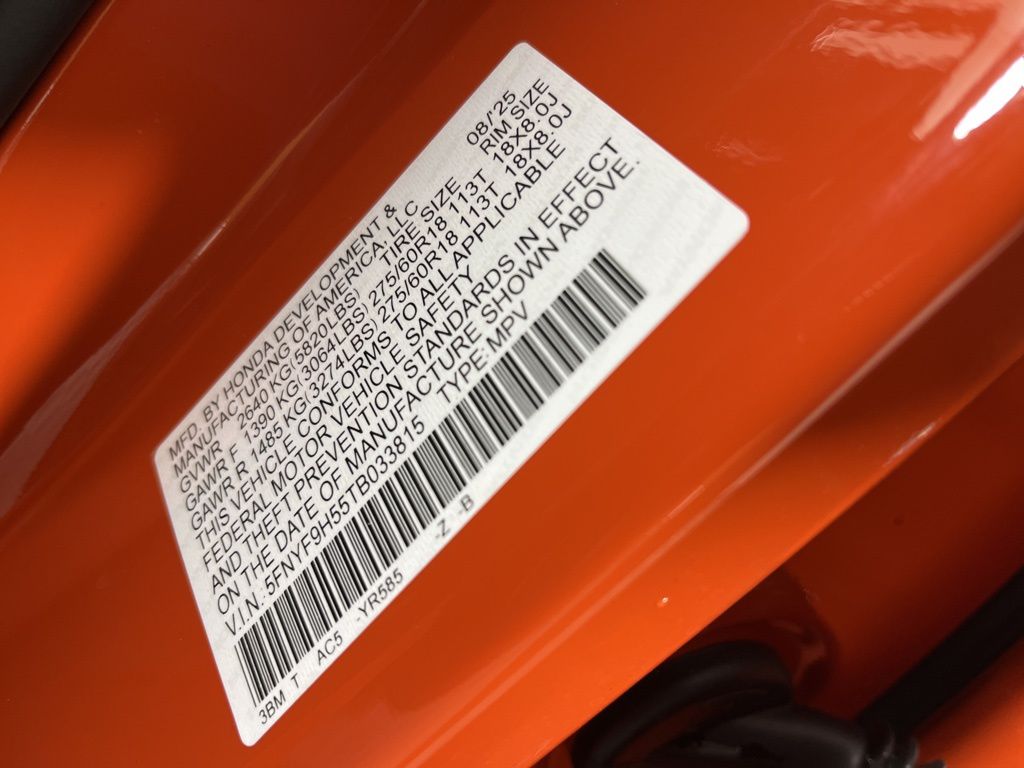 MFD. BY HONDA DEVELOPMENT & 08/'25
MANUFACTURING OF AMERICA, LLC
TIRE SIZE RIM SIZE
GVWR 2640 KG(5820LBS)
GAWR F 1390 KG(3064LBS) 275/60R18 113T 18X8.0J
GAWR R 1485 KG(3274LBS) 275/60R18 113T 18X8.0J
THIS VEHICLE CONFORMS TO ALL APPLICABLE
FEDERAL MOTOR VEHICLE SAFETY
AND THEFT PREVENTION STANDARDS IN EFFECT
ON THE DATE OF MANUFACTURE SHOWN ABOVE.
V.I.N: 5FNYF9H55TB033815 TYPE: MPV
3BM T AC5 -YR585 -Z -B